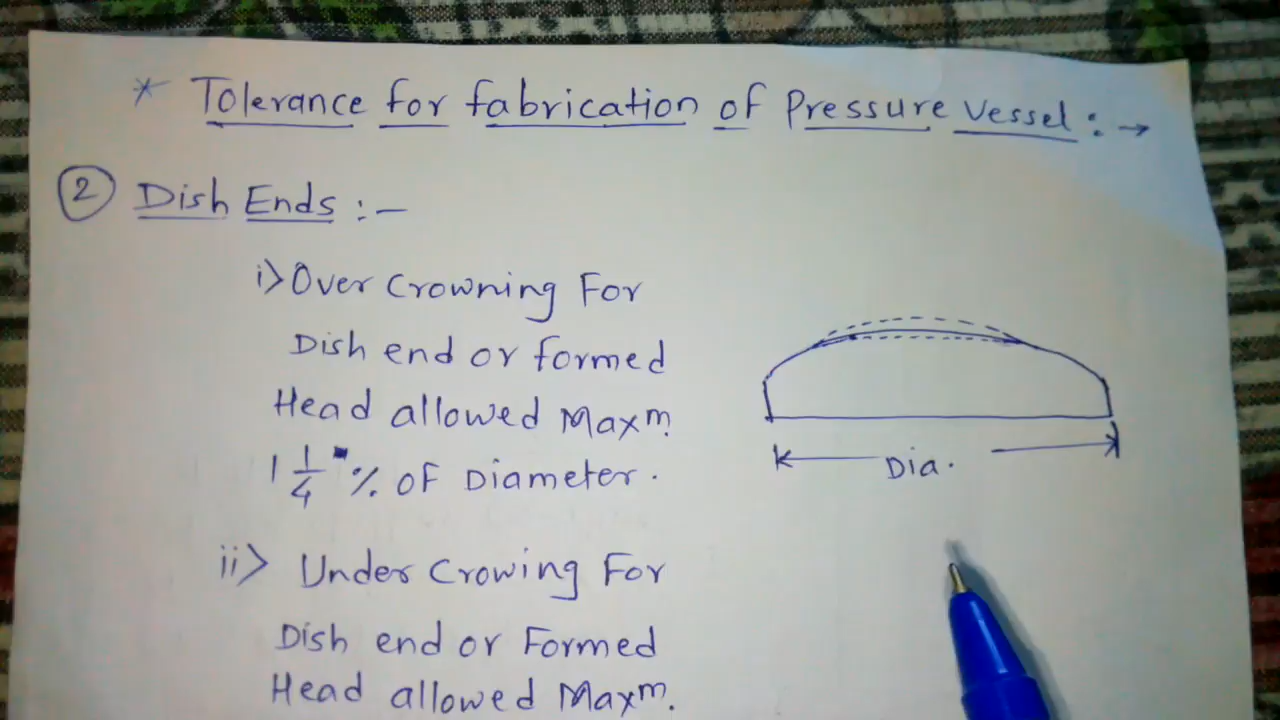 * Tolerance for fabrication of Pressure Vessel :→
② Dish Ends :-
i) Over Crowning For
Dish end or formed
Head allowed Maxm.
1 1/4 % OF Diameter.
Dia.
ii) Under Crowing For
Dish end or Formed
Head allowed Maxm.